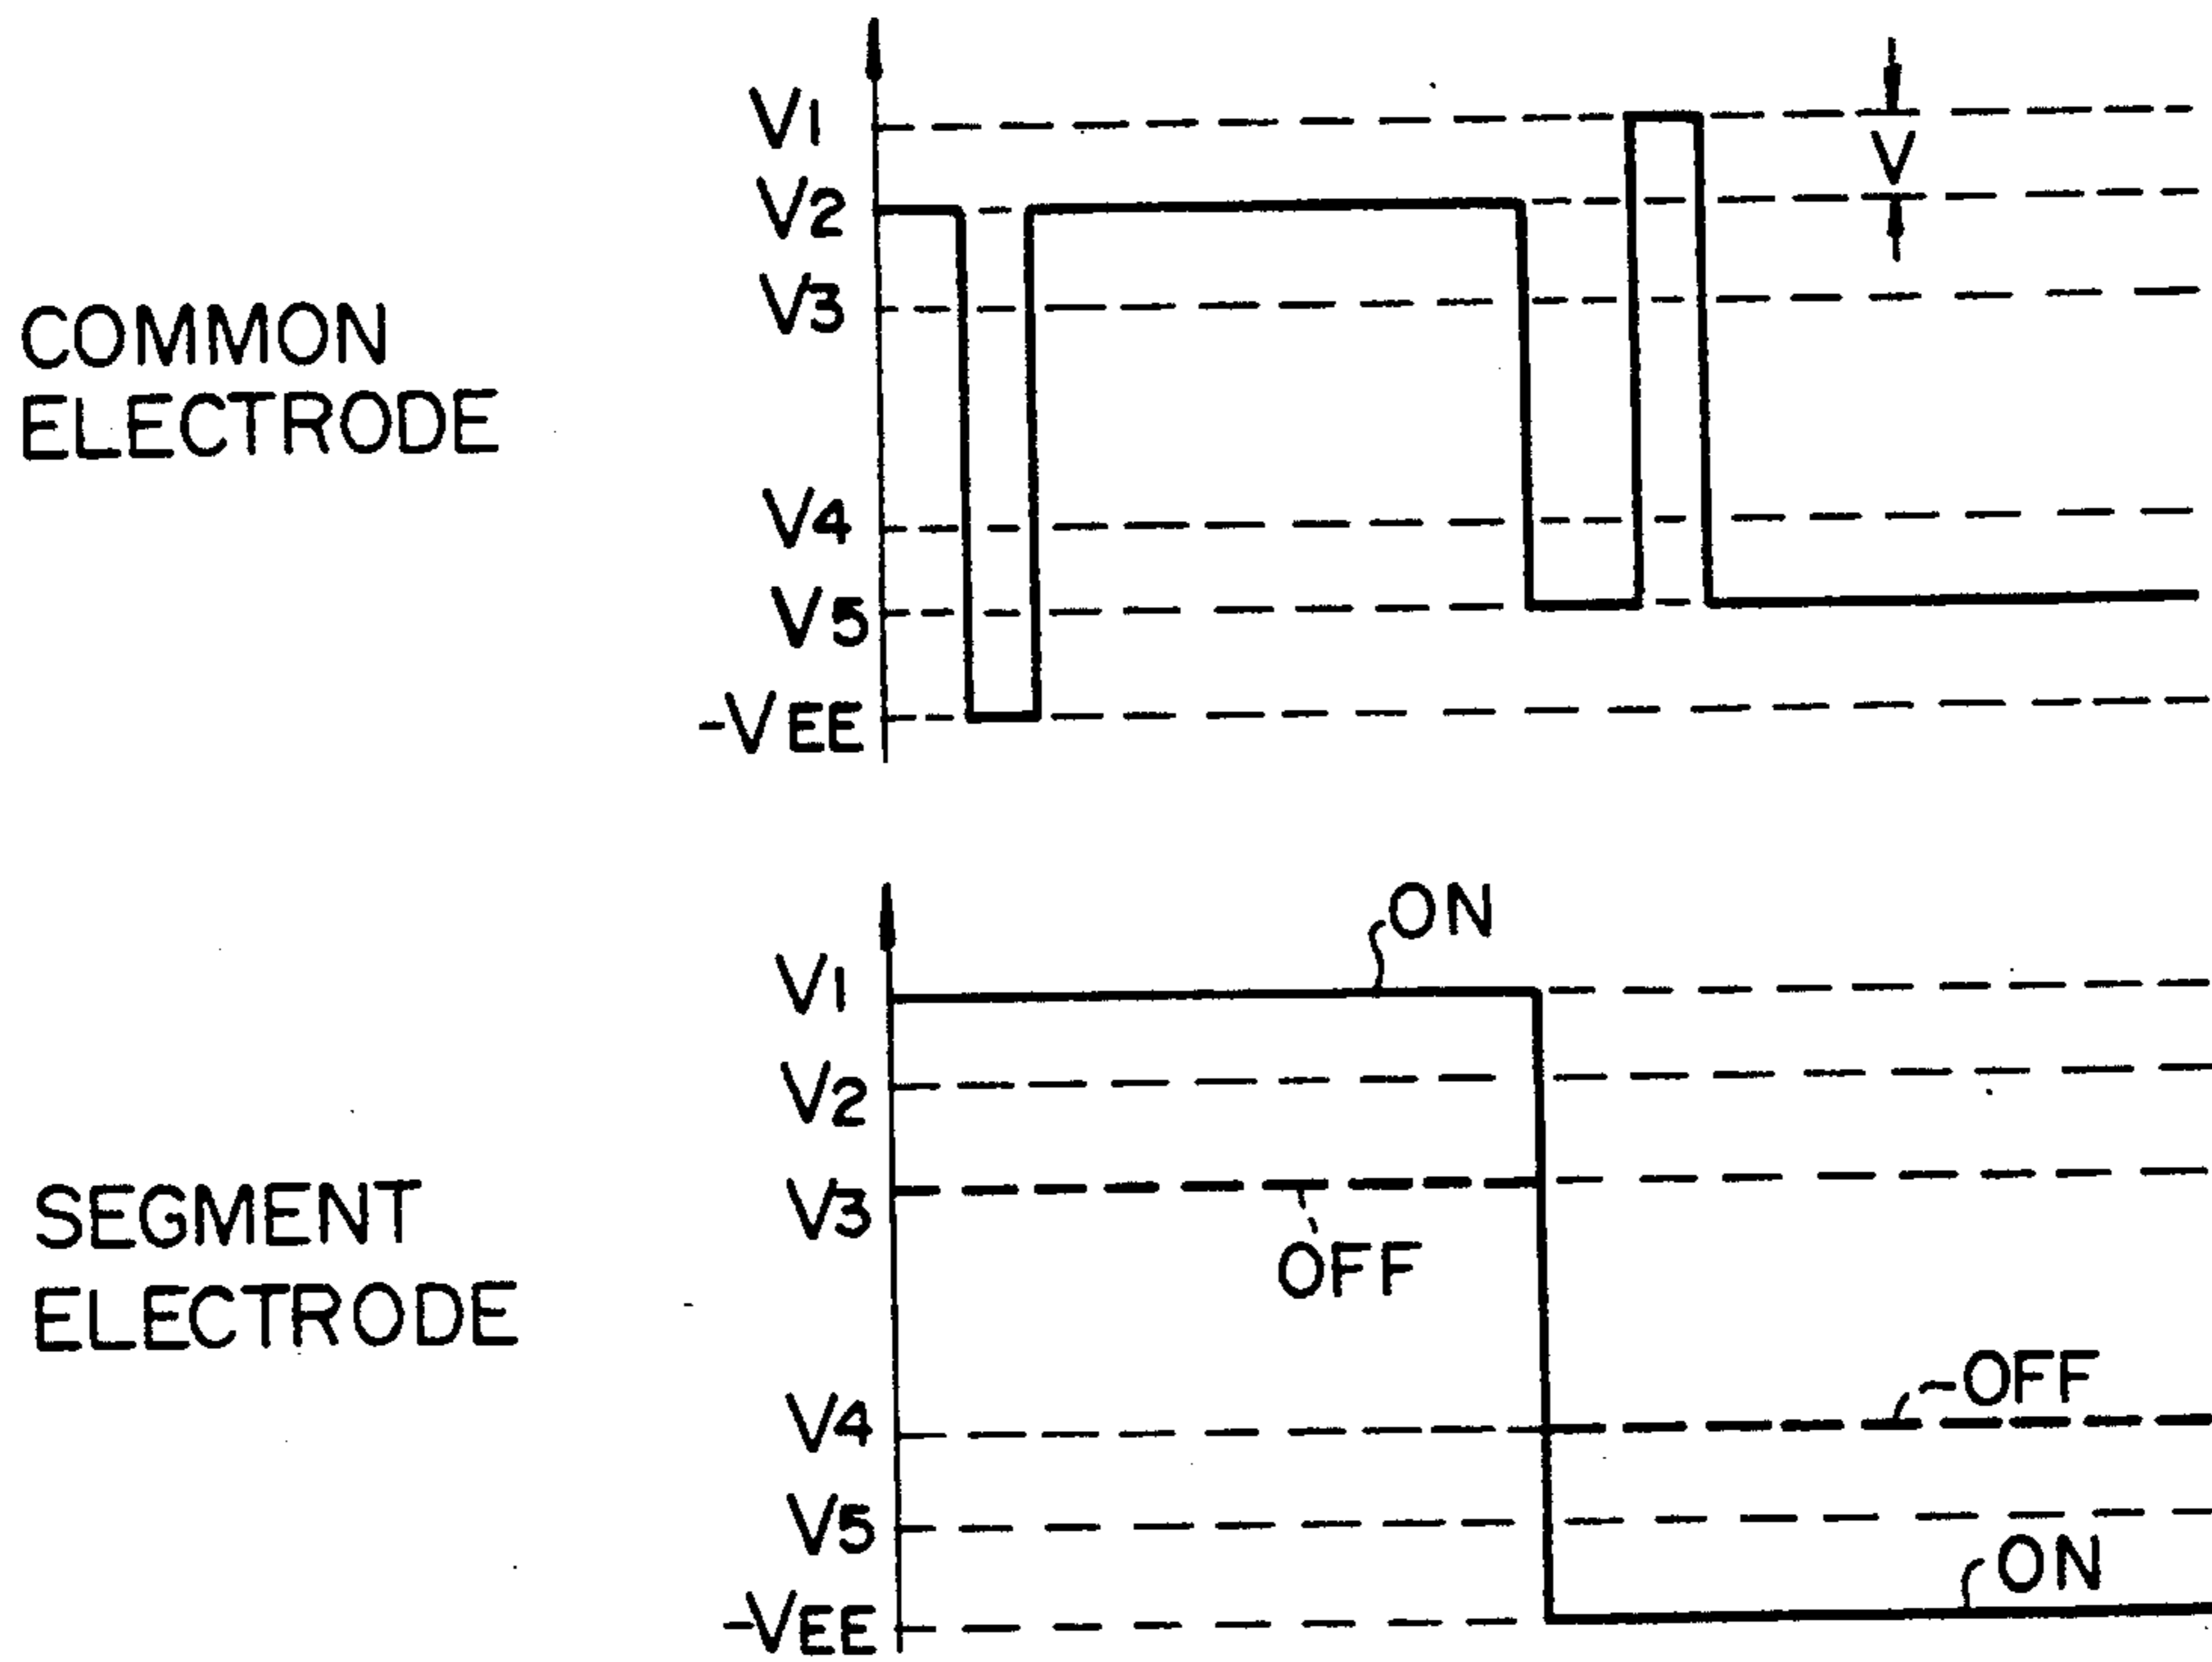 V1
V
V2
V3
COMMON
ELECTRODE
V4
V5
-VEE
ON
V1
V2
V3
SEGMENT
ELECTRODE
OFF
V4
OFF
V5
ON
-VEE